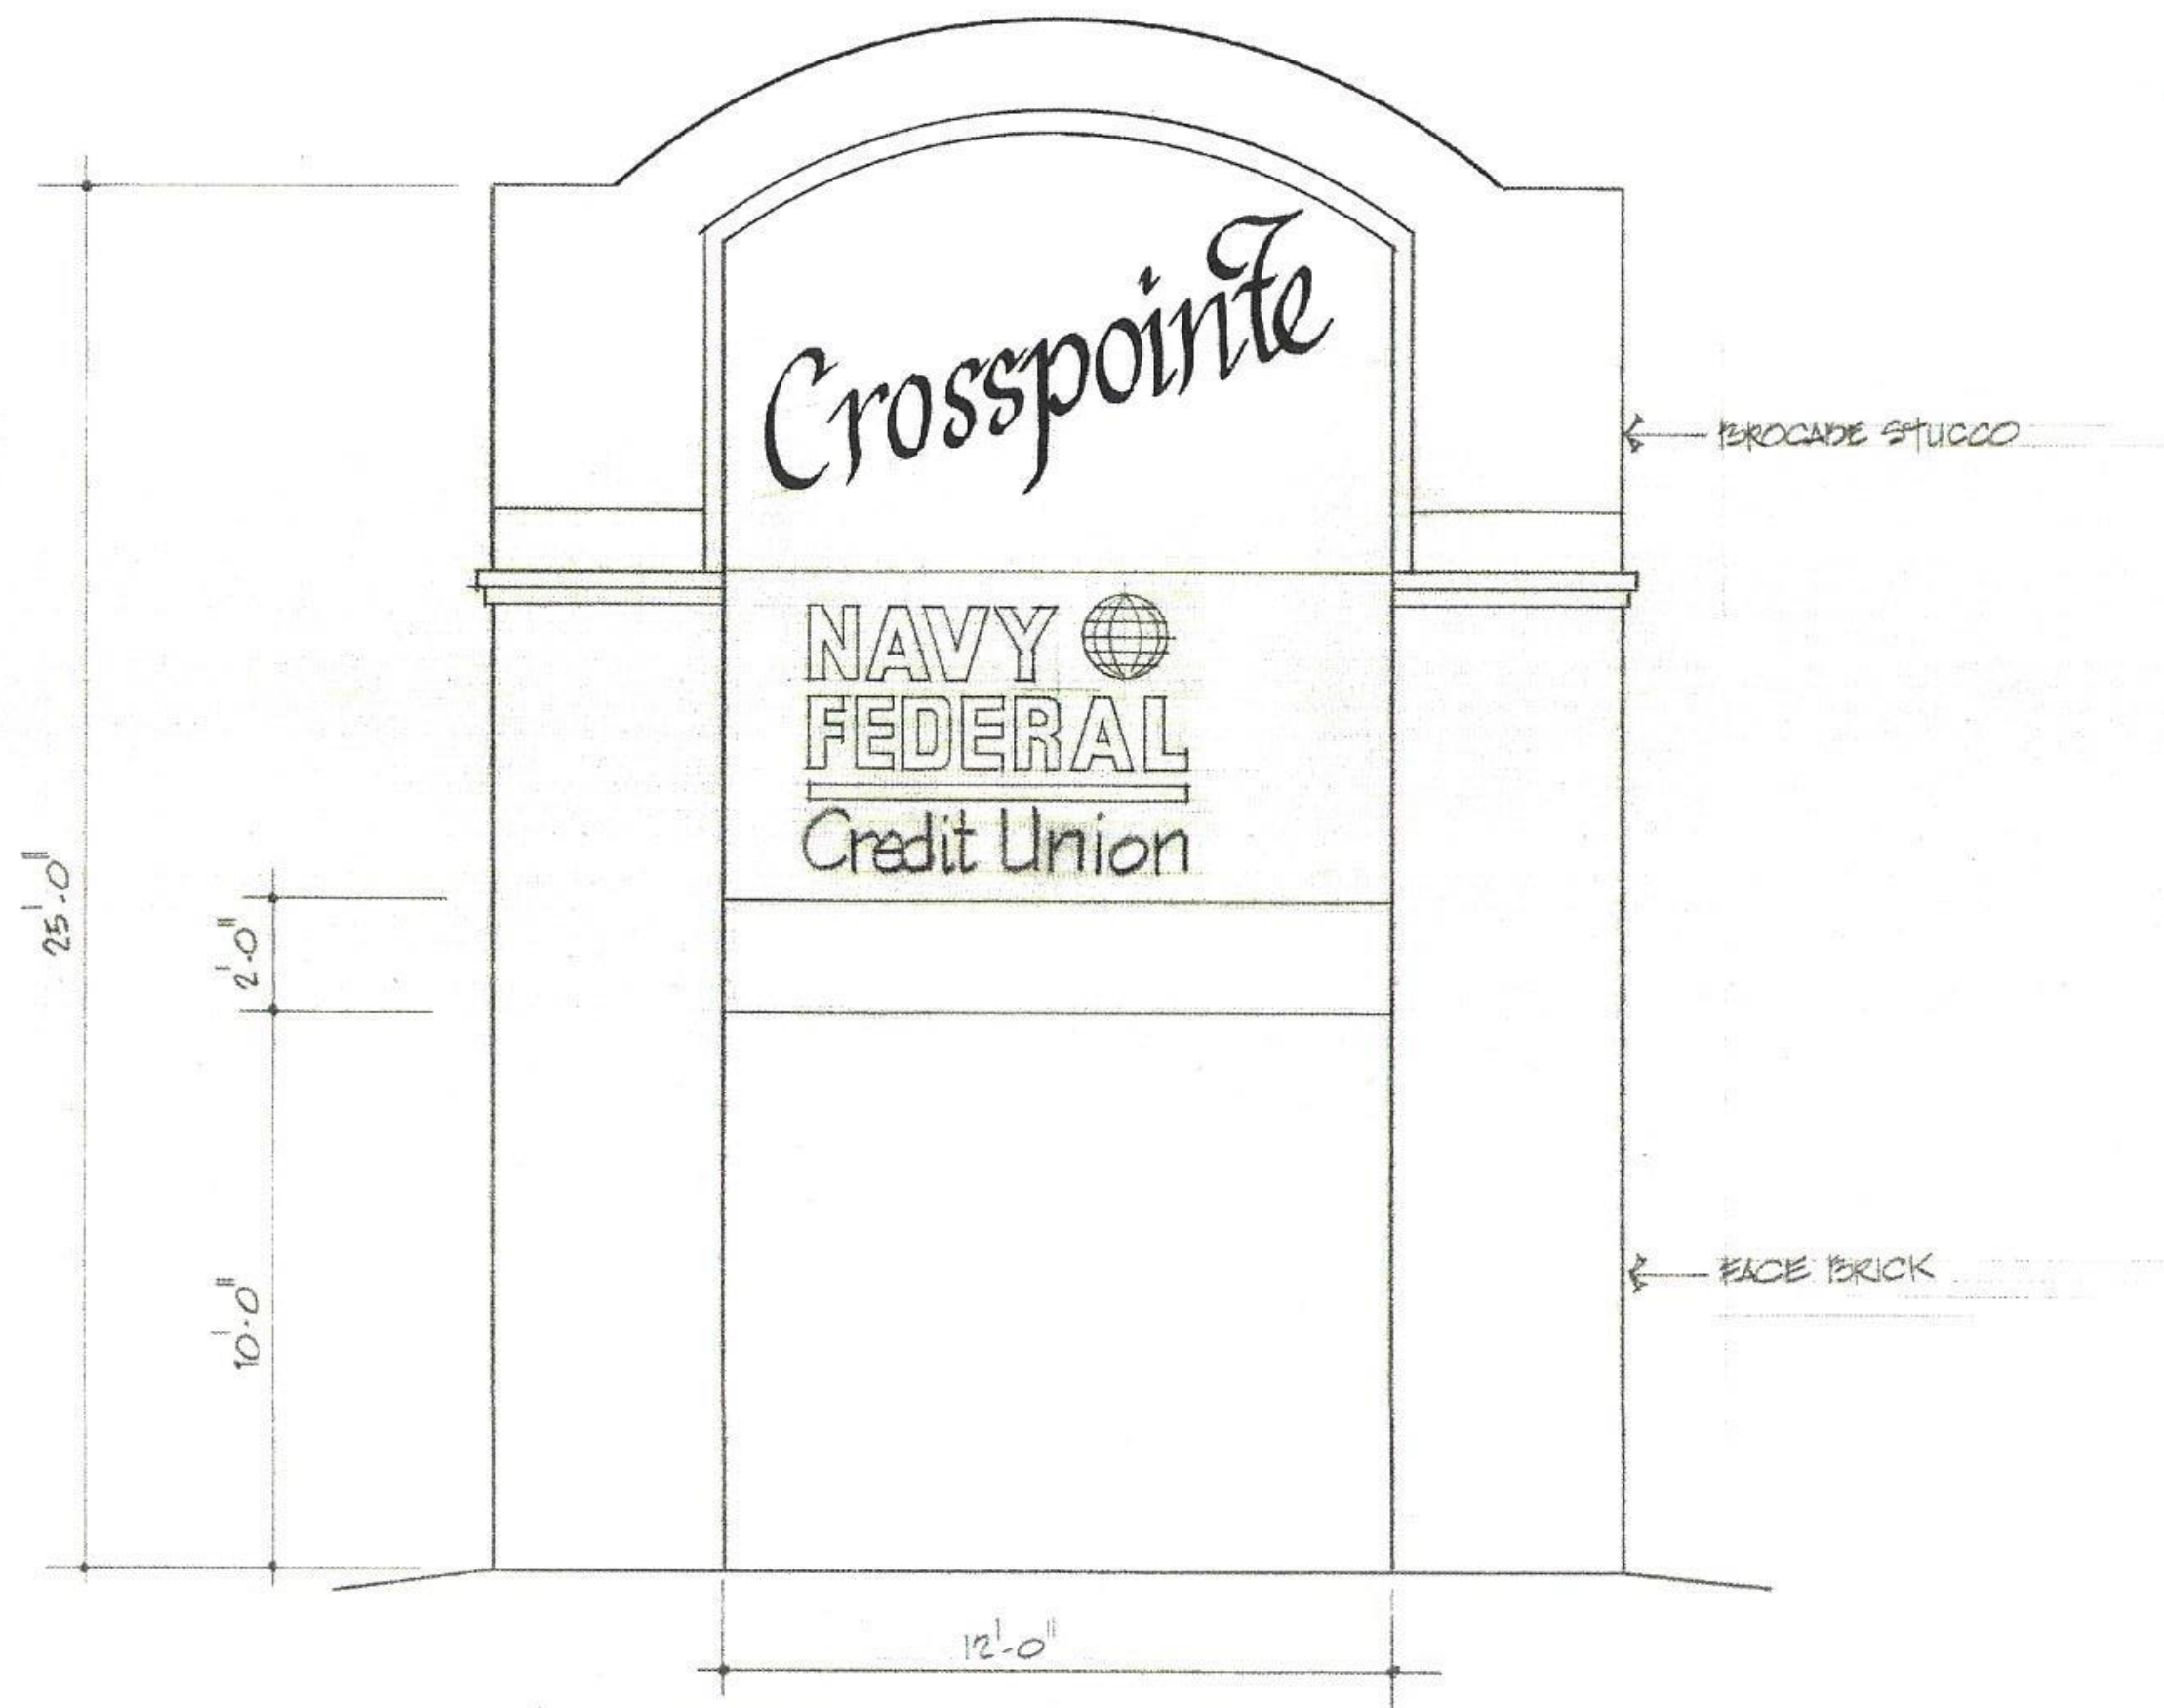 Crosspointe
BROCADE STUCCO
NAVY
FEDERAL
Credit Union
25'-0"
2'-0"
10'-0"
FACE BRICK
12'-0"